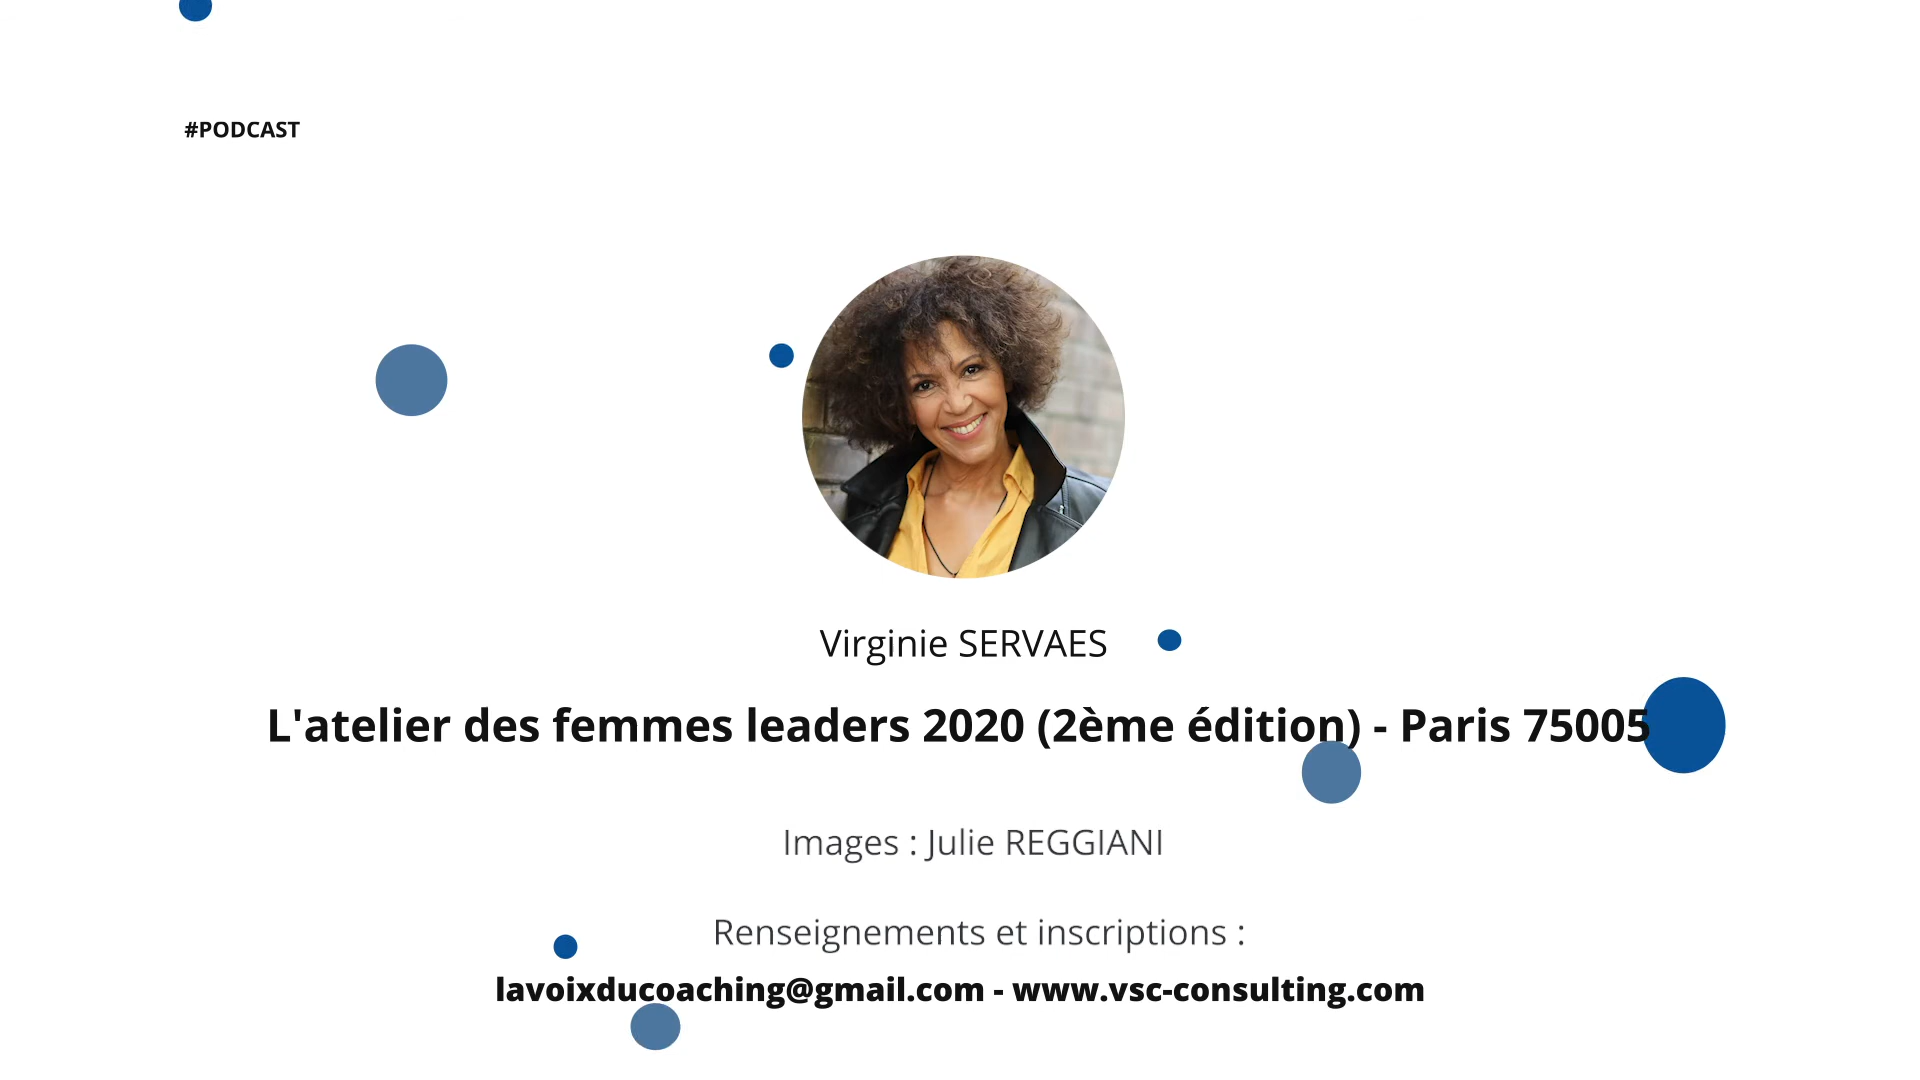 #PODCAST
Virginie SERVAES
L'atelier des femmes leaders 2020 (2ème édition) - Paris 75005
Images : Julie REGGIANI
Renseignements et inscriptions :
lavoixducoaching@gmail.com - www.vsc-consulting.com